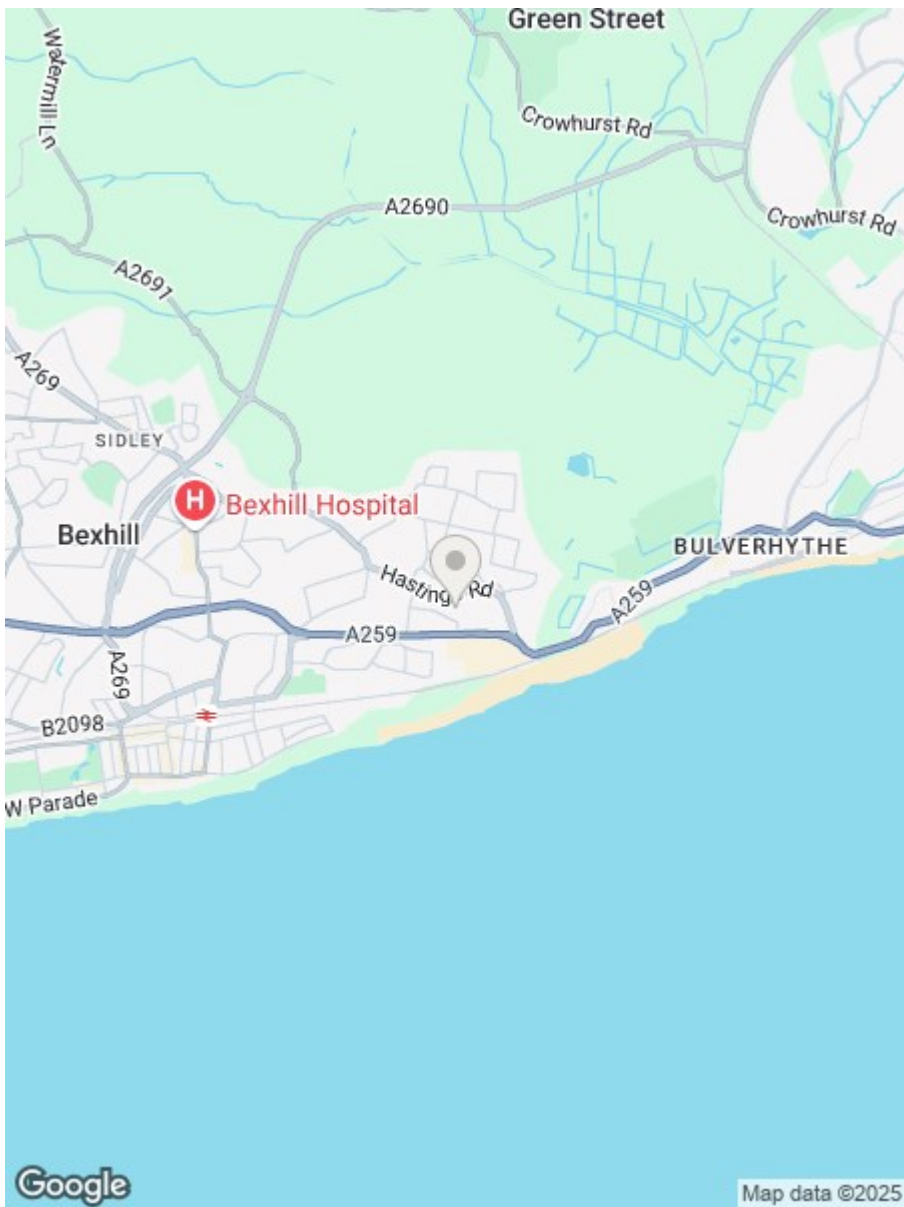 Green Street
Watermill Ln
Crowhurst Rd
A2690
Crowhurst Rd
A2697
A269
SIDLEY
H
Bexhill Hospital
Bexhill
BULVERHYTHE
Hastings Rd
A259
A259
A269
B2098
W Parade
Google
Map data ©2025